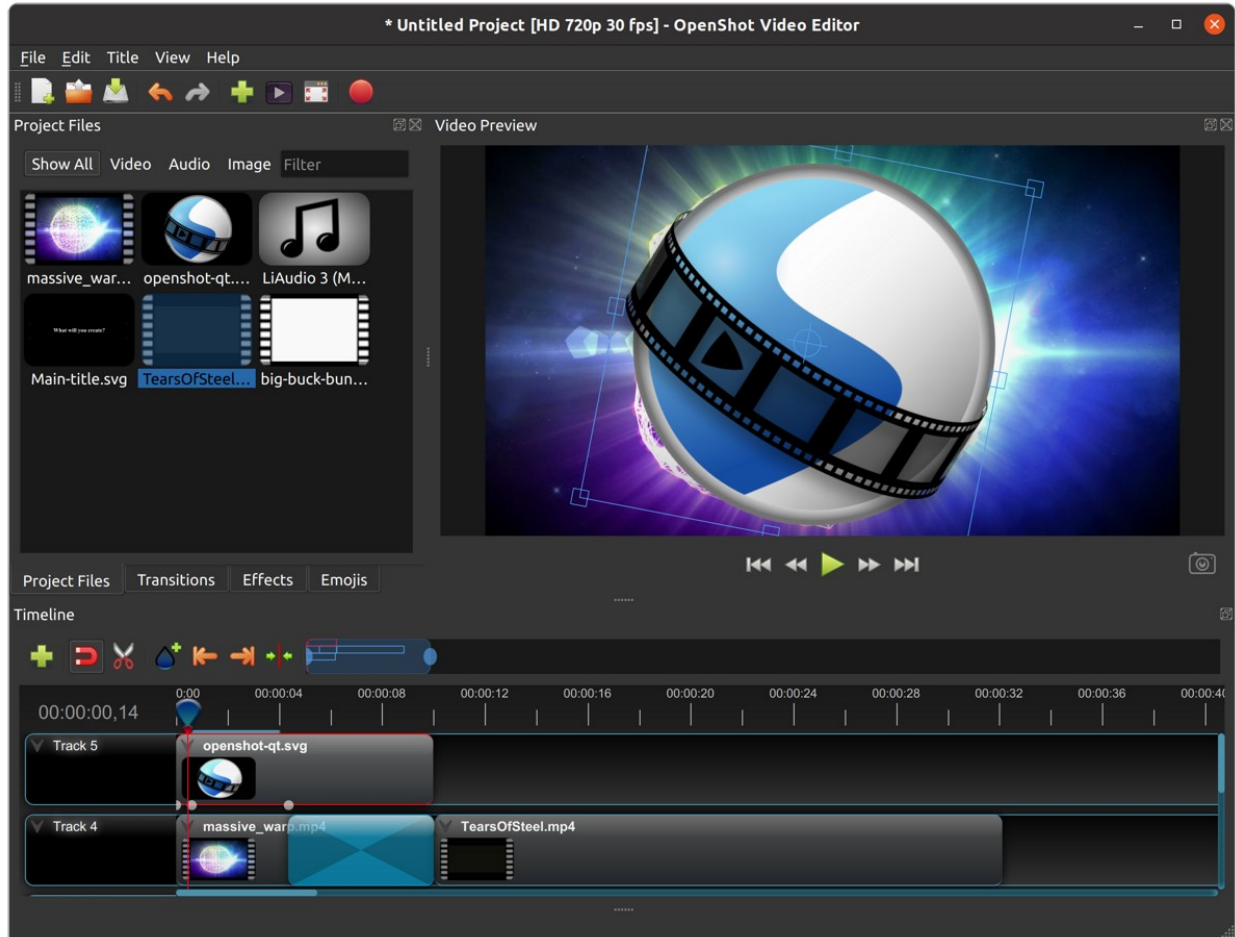 * Untitled Project [HD 720p 30 fps] - OpenShot Video Editor
File Edit Title View Help
Project Files
Video Preview
Show All Video Audio Image Filter
massive_war... openshot-qt.... LiAudio 3 (M...
What will you create?
Main-title.svg TearsOfSteel... big-buck-bun...
Project Files Transitions Effects Emojis
Timeline
0:00 00:00:04 00:00:08 00:00:12 00:00:16 00:00:20 00:00:24 00:00:28 00:00:32 00:00:36 00:00:40
00:00:00,14
Track 5 openshot-qt.svg
Track 4 massive_warp.mp4 TearsOfSteel.mp4